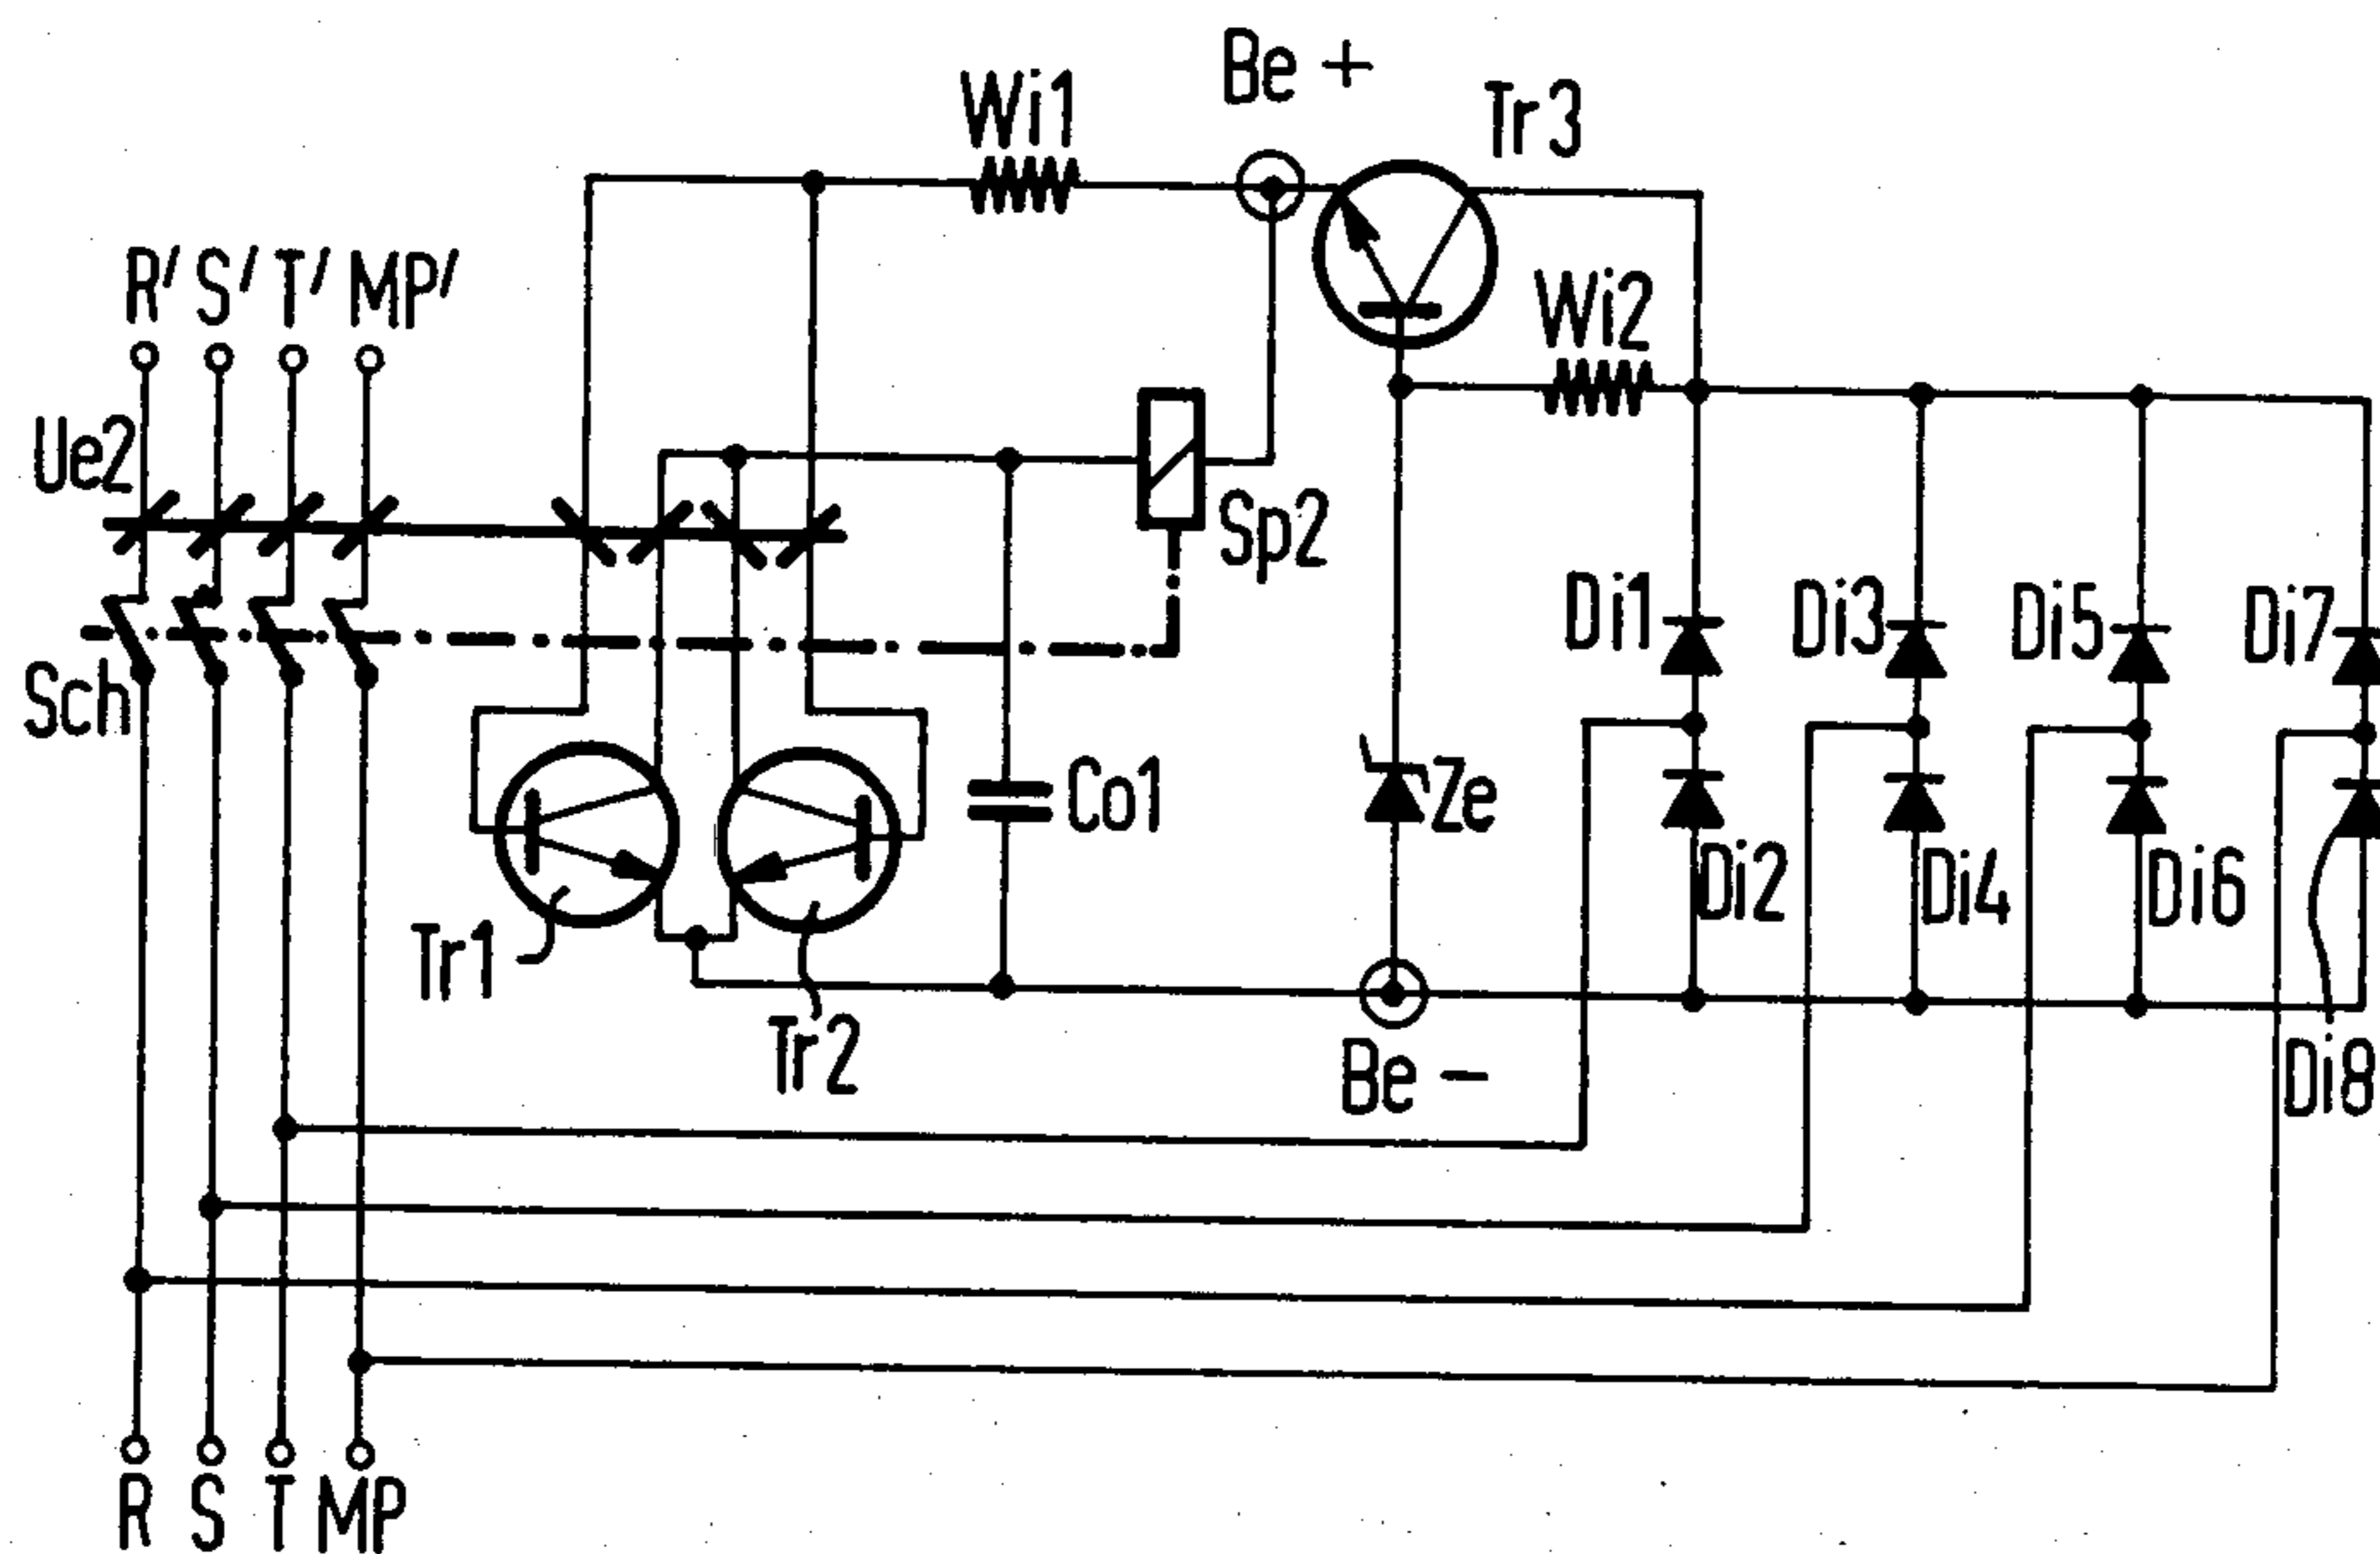 Be +
Wi1
Tr3
R' S' T' MP'
Wi2
Ue2
Sp2
Di1
Di3
Di5
Di7
Sch
Co1
Ze
Di2
Di4
Di6
Tr1
Tr2
Be -
Di8
R S T MP